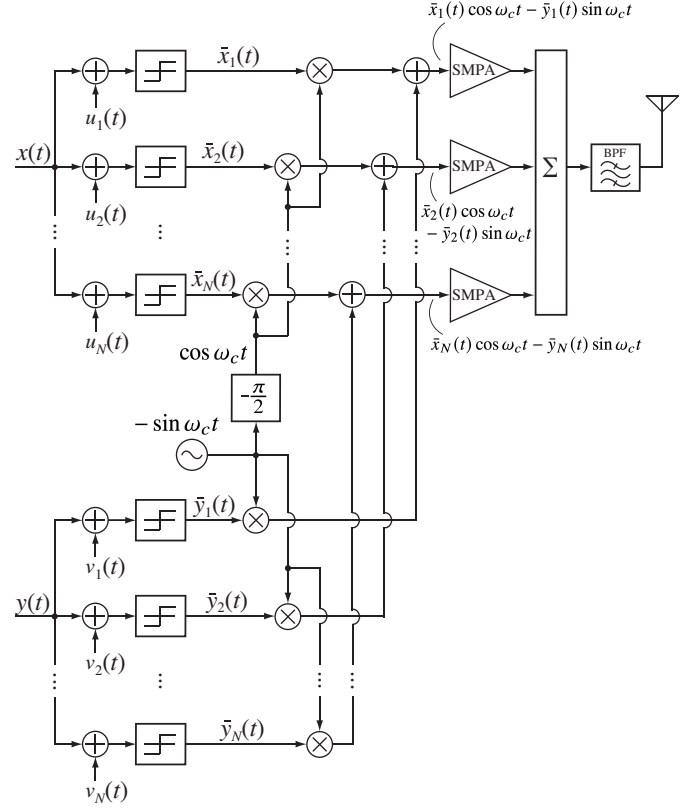 x̄₁(t) cos ω_c t − ȳ₁(t) sin ω_c t
x̄₁(t)
SMPA
u₁(t)
x(t)
x̄₂(t)
SMPA
Σ
BPF
u₂(t)
x̄₂(t) cos ω_c t
− ȳ₂(t) sin ω_c t
⋮ ⋮ ⋮ ⋮
x̄_N(t)
SMPA
u_N(t)
x̄_N(t) cos ω_c t − ȳ_N(t) sin ω_c t
cos ω_c t
-π/2
− sin ω_c t
ȳ₁(t)
v₁(t)
y(t)
ȳ₂(t)
v₂(t)
⋮ ⋮ ⋮ ⋮
ȳ_N(t)
v_N(t)